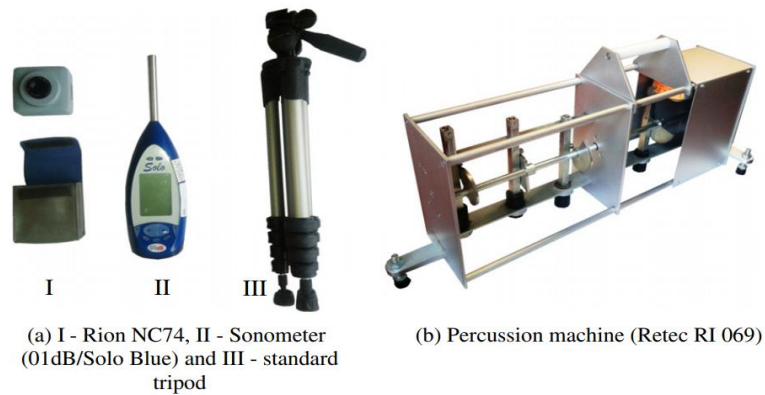 Solo
I
II
III
(a) I - Rion NC74, II - Sonometer
(01dB/Solo Blue) and III - standard
tripod
(b) Percussion machine (Retec RI 069)